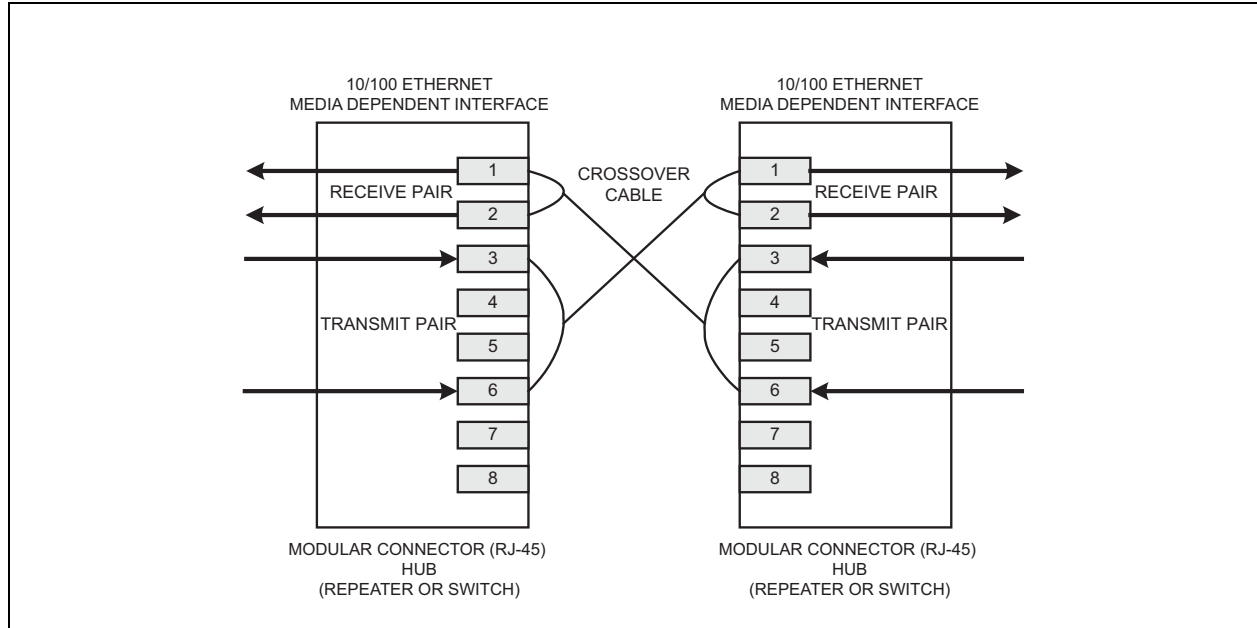 10/100 ETHERNET
MEDIA DEPENDENT INTERFACE
10/100 ETHERNET
MEDIA DEPENDENT INTERFACE
1
RECEIVE PAIR
2
3
4
TRANSMIT PAIR
5
6
7
8
CROSSOVER
CABLE
1
RECEIVE PAIR
2
3
4
TRANSMIT PAIR
5
6
7
8
MODULAR CONNECTOR (RJ-45)
HUB
(REPEATER OR SWITCH)
MODULAR CONNECTOR (RJ-45)
HUB
(REPEATER OR SWITCH)